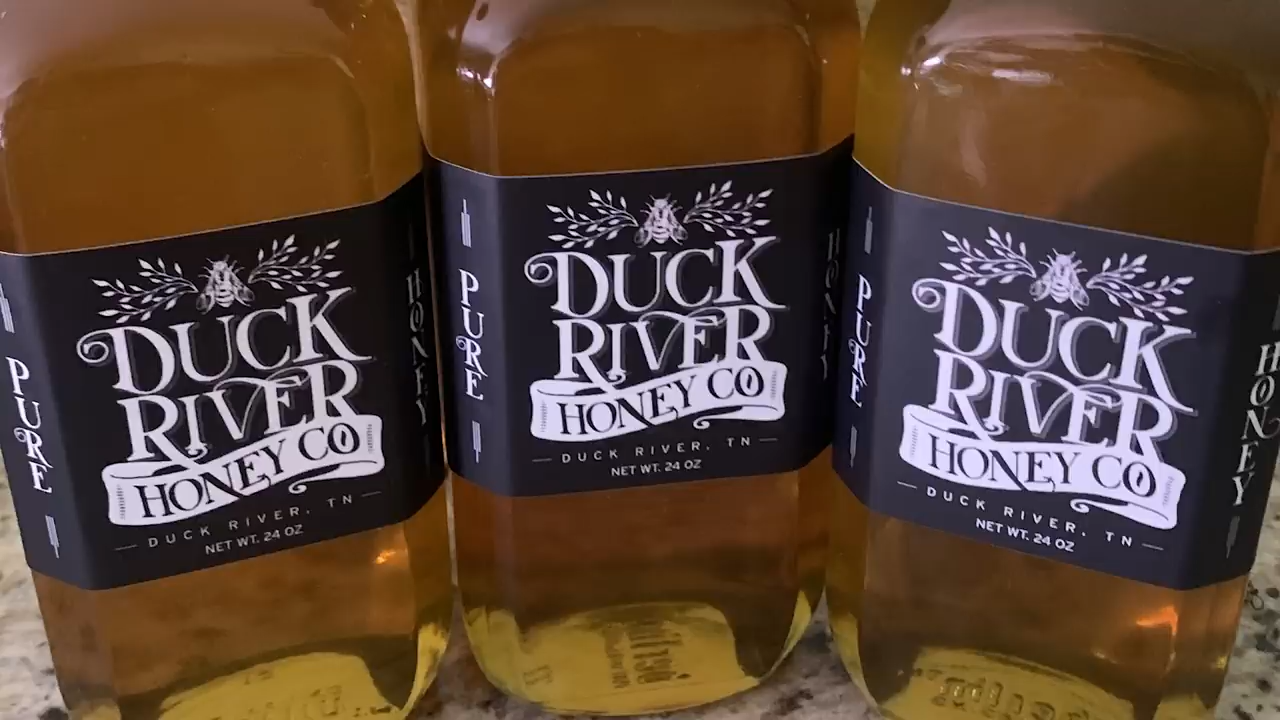 PURE
DUCK
RIVER
HONEY CO
DUCK RIVER, TN
NET WT. 24 OZ
HONEY
PURE
DUCK
RIVER
HONEY CO
DUCK RIVER, TN
NET WT. 24 OZ
HONEY
PURE
DUCK
RIVER
HONEY CO
DUCK RIVER, TN
NET WT. 24 OZ
HONEY